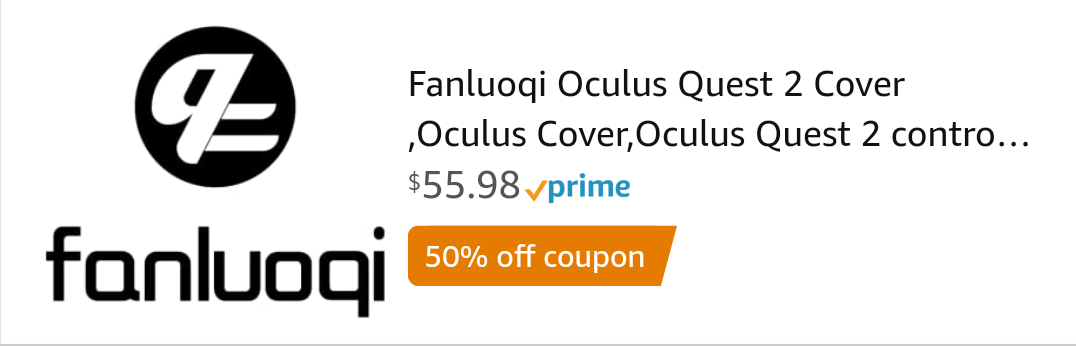 Fanluoqi Oculus Quest 2 Cover
,Oculus Cover,Oculus Quest 2 contro...
$55.98 prime
50% off coupon
fanluoqi